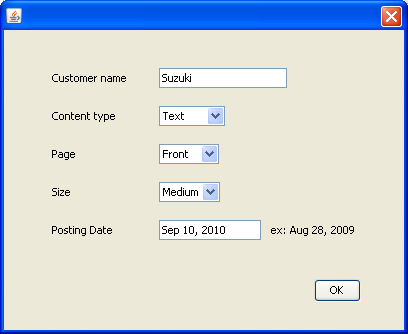 Customer name Suzuki
Content type Text
Page Front
Size Medium
Posting Date Sep 10, 2010 ex: Aug 28, 2009
OK